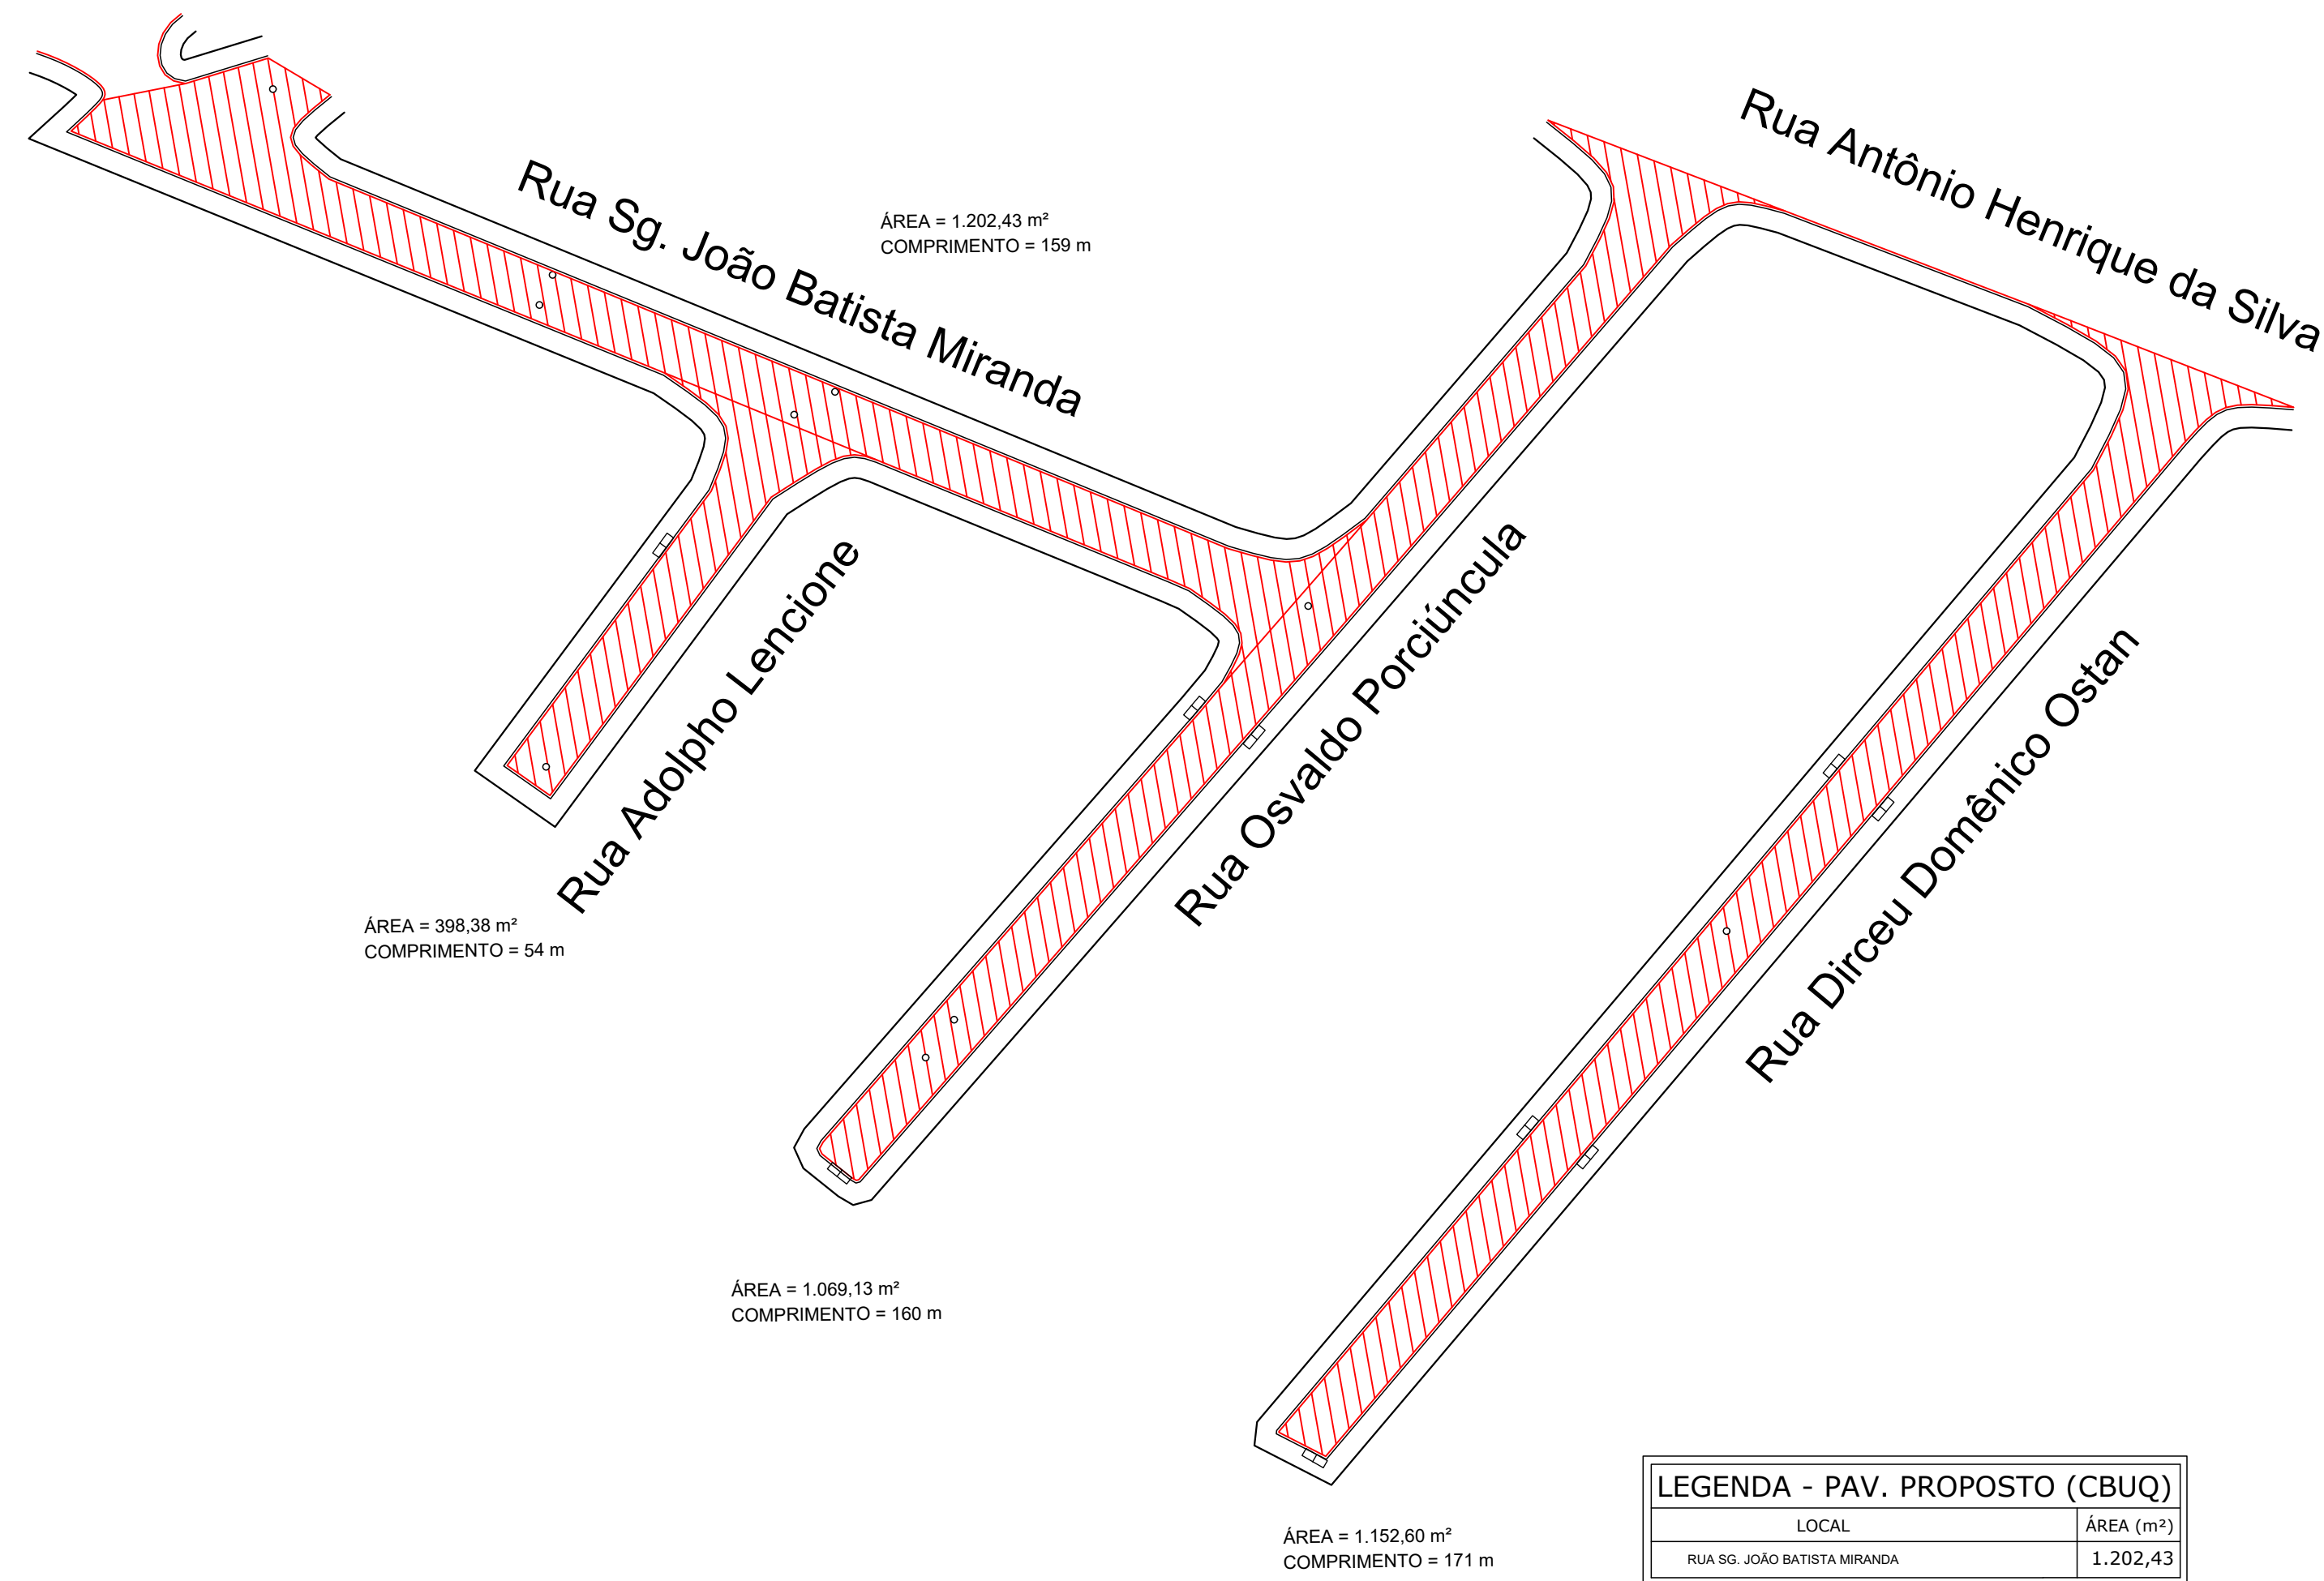 Rua Antônio Henrique da Silva
Rua Sg. João Batista Miranda
ÁREA = 1.202,43 m²
COMPRIMENTO = 159 m
Rua Adolpho Lencione
Rua Osvaldo Porciúncula
Rua Dirceu Domênico Ostan
ÁREA = 398,38 m²
COMPRIMENTO = 54 m
ÁREA = 1.069,13 m²
COMPRIMENTO = 160 m
ÁREA = 1.152,60 m²
COMPRIMENTO = 171 m
LEGENDA - PAV. PROPOSTO (CBUQ)
LOCAL ÁREA (m²)
RUA SG. JOÃO BATISTA MIRANDA 1.202,43